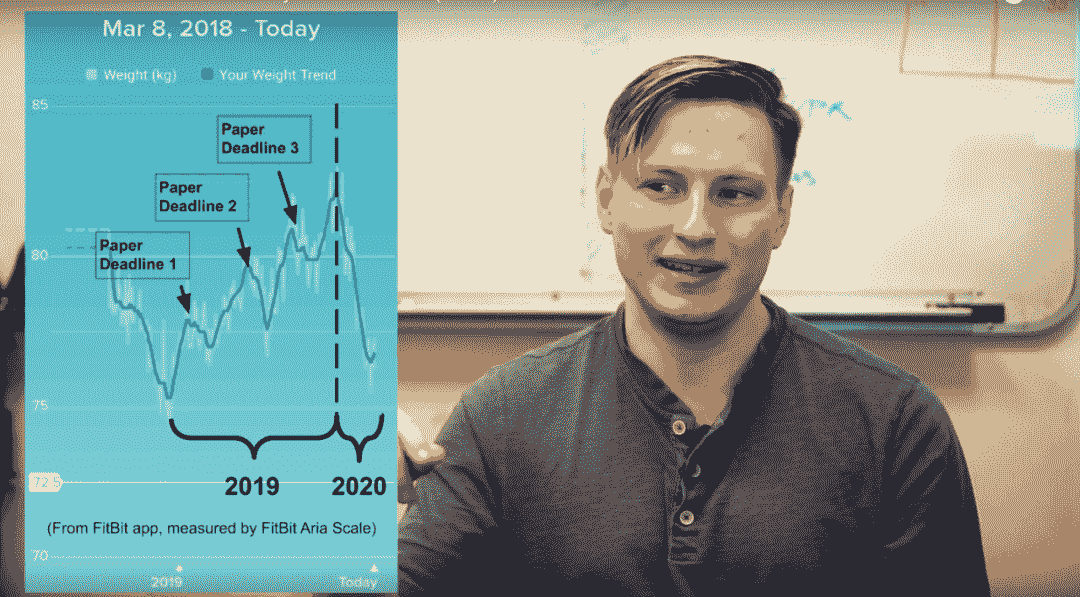 Mar 8, 2018 - Today
Weight (kg) Your Weight Trend
85
Paper
Deadline 3
Paper
Deadline 2
Paper
Deadline 1
80
75
2019 2020
72.5
(From FitBit app, measured by FitBit Aria Scale)
70
2019 Today